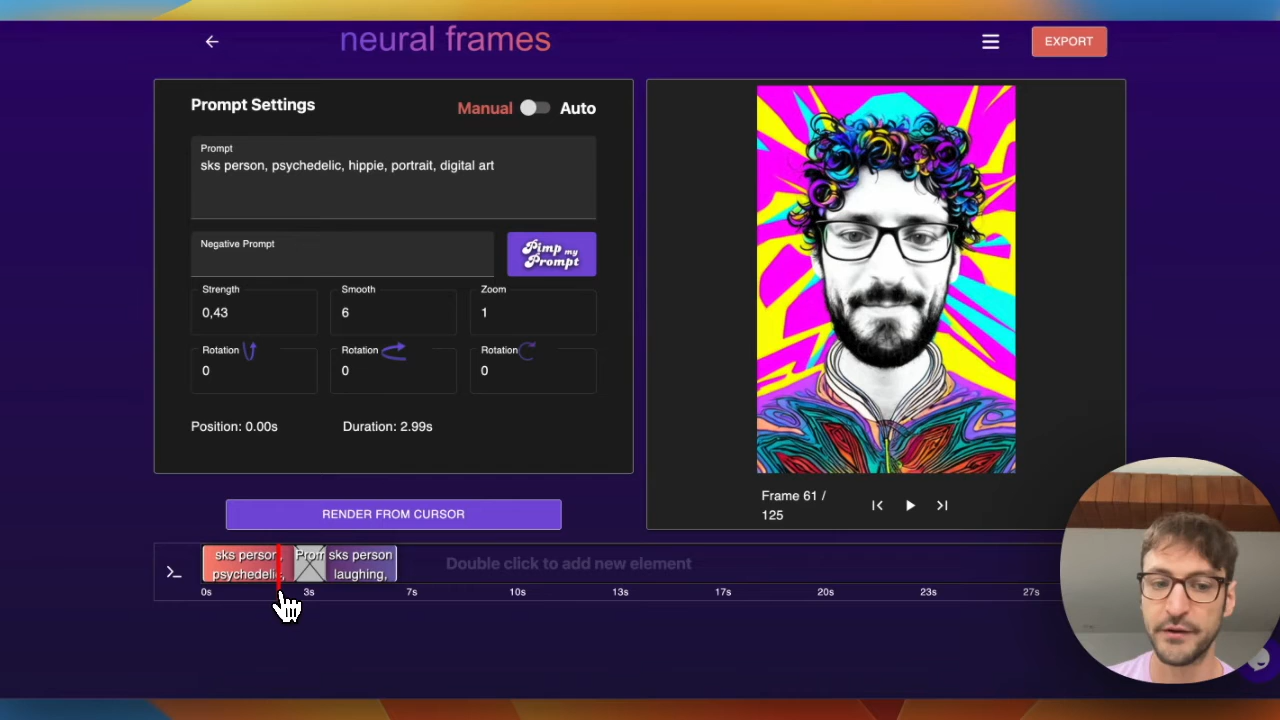 neural frames
EXPORT
Prompt Settings
Manual
Auto
Prompt
sks person, psychedelic, hippie, portrait, digital art
Negative Prompt
Pimp my
Prompt
Strength
Smooth
Zoom
0,43
6
1
Rotation
Rotation
Rotation
0
0
0
Position: 0.00s
Duration: 2.99s
Frame 61 /
125
RENDER FROM CURSOR
sks person,
psychedelic,
Prom
sks person
laughing,
Double click to add new element
0s
3s
7s
10s
13s
17s
20s
23s
27s